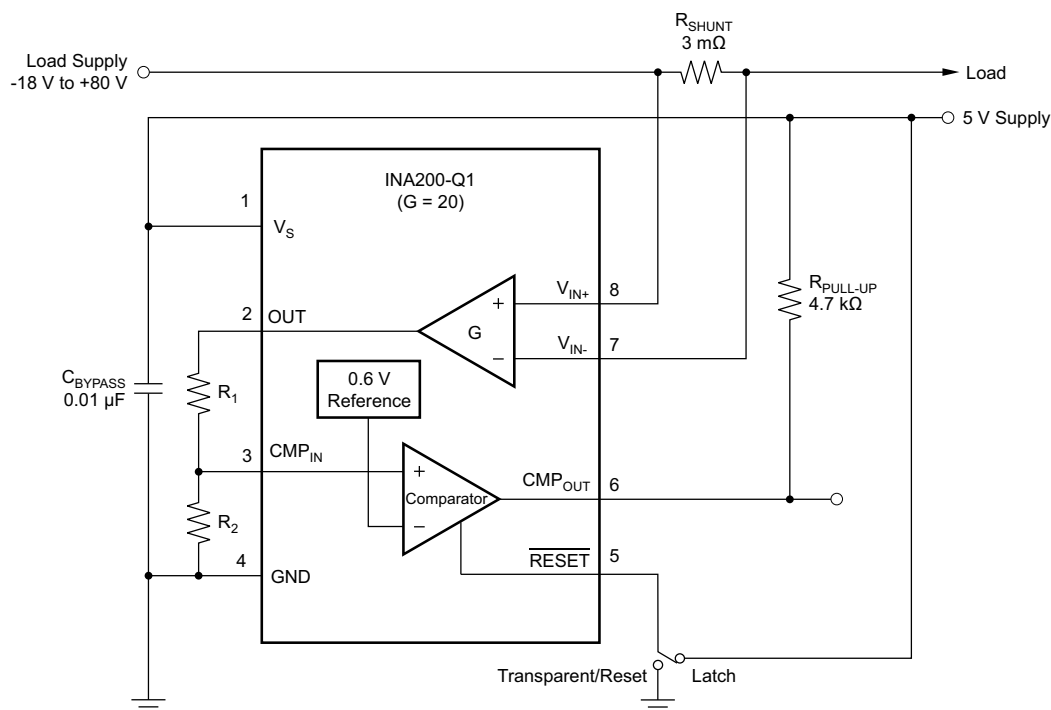 R_SHUNT
3 mΩ
Load Supply
-18 V to +80 V
Load
5 V Supply
INA200-Q1
(G = 20)
1
V_S
V_IN+
8
+
R_PULL-UP
4.7 kΩ
2
OUT
G
V_IN-
7
−
C_BYPASS
0.01 µF
R_1
0.6 V
Reference
3
CMP_IN
+
CMP_OUT
6
Comparator
R_2
−
RESET
5
4
GND
Transparent/Reset
Latch